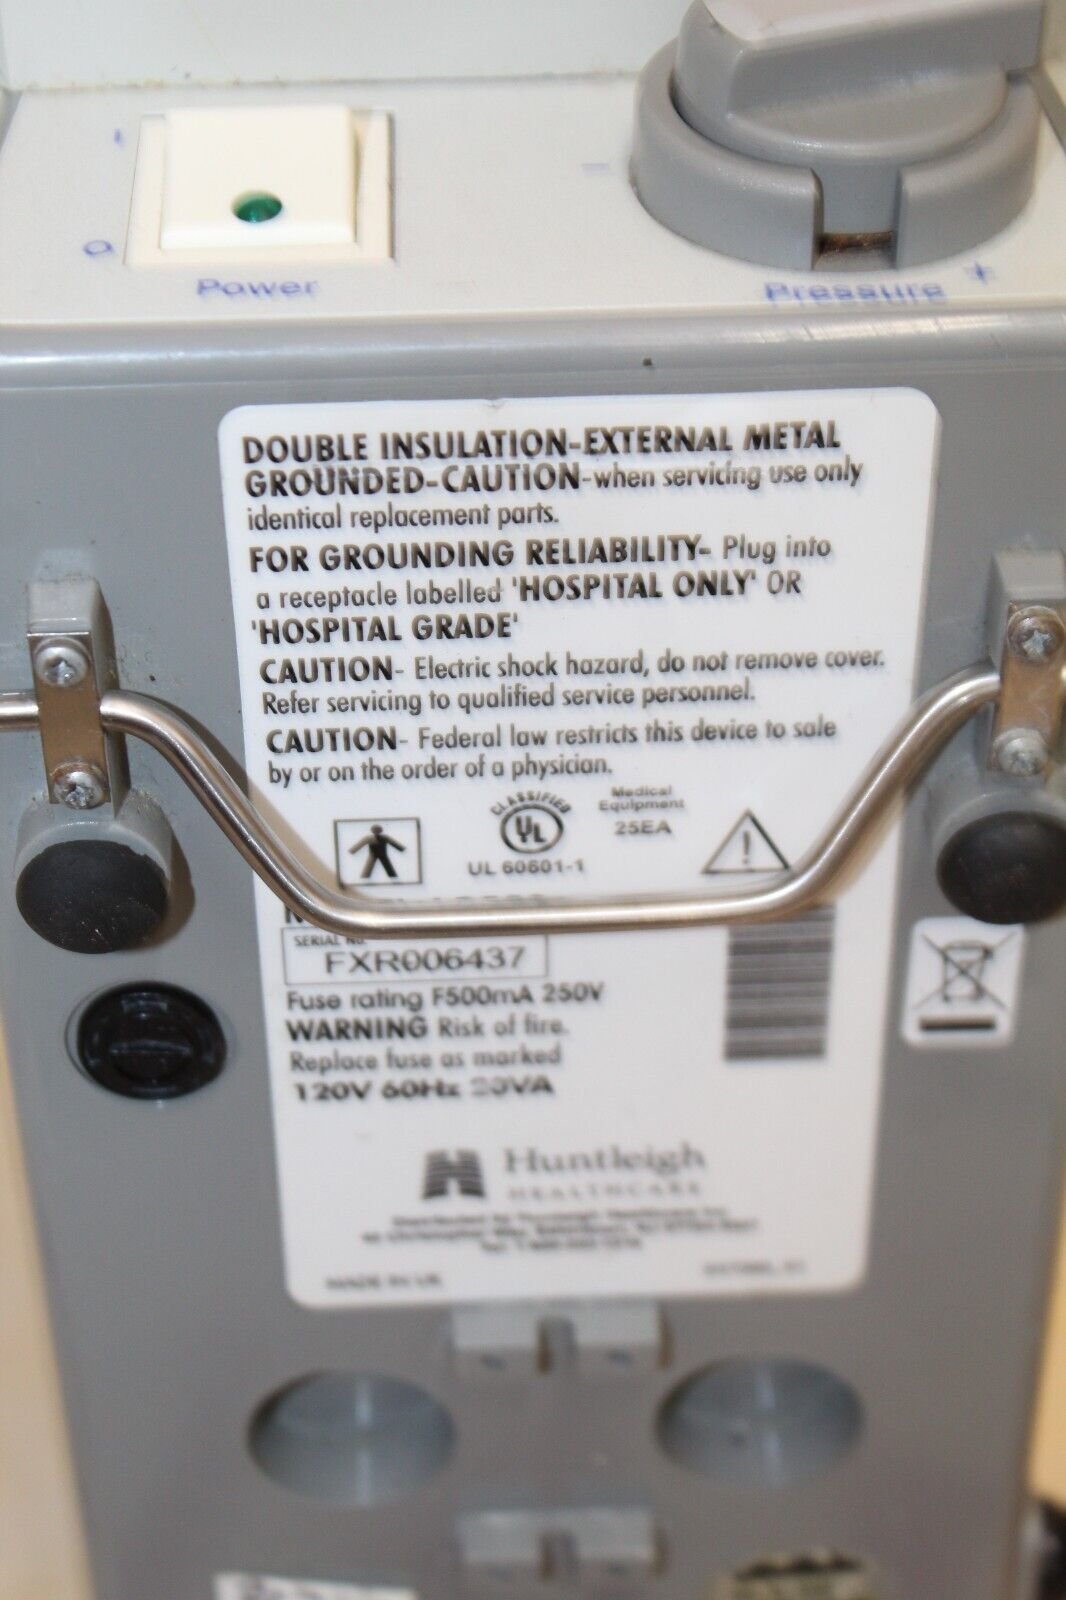 I
O
Power
-
Pressure +
DOUBLE INSULATION-EXTERNAL METAL
GROUNDED-CAUTION-when servicing use only
identical replacement parts.
FOR GROUNDING RELIABILITY- Plug into
a receptacle labelled 'HOSPITAL ONLY' OR
'HOSPITAL GRADE'
CAUTION- Electric shock hazard, do not remove cover.
Refer servicing to qualified service personnel.
CAUTION- Federal law restricts this device to sale
by or on the order of a physician.
CLASSIFIED
UL
UL 60601-1
Medical
Equipment
25EA
SERIAL No.
FXR006437
Fuse rating F500mA 250V
WARNING Risk of fire.
Replace fuse as marked
120V 60Hz 20VA
Huntleigh
HEALTHCARE
MADE IN UK